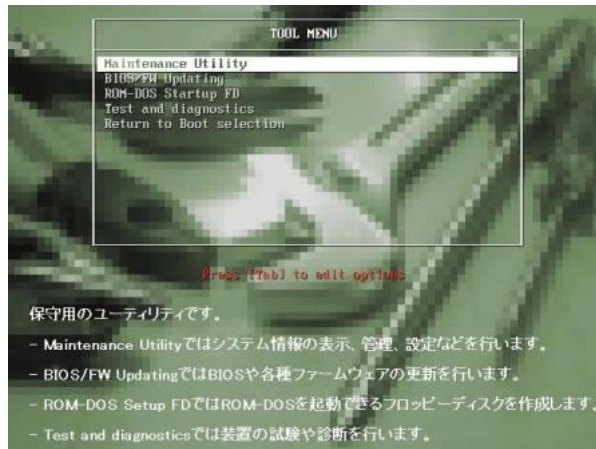 TOOL MENU
Maintenance Utility
BIOS/FW Updating
ROM-DOS Startup FD
Test and diagnostics
Return to Boot selection
Press [Tab] to edit options
保守用のユーティリティです。
- Maintenance Utilityではシステム情報の表示、管理、設定などを行います。
- BIOS/FW UpdatingではBIOSや各種ファームウェアの更新を行います。
- ROM-DOS Setup FDではROM-DOSを起動できるフロッピーディスクを作成します。
- Test and diagnosticsでは装置の試験や診断を行います。